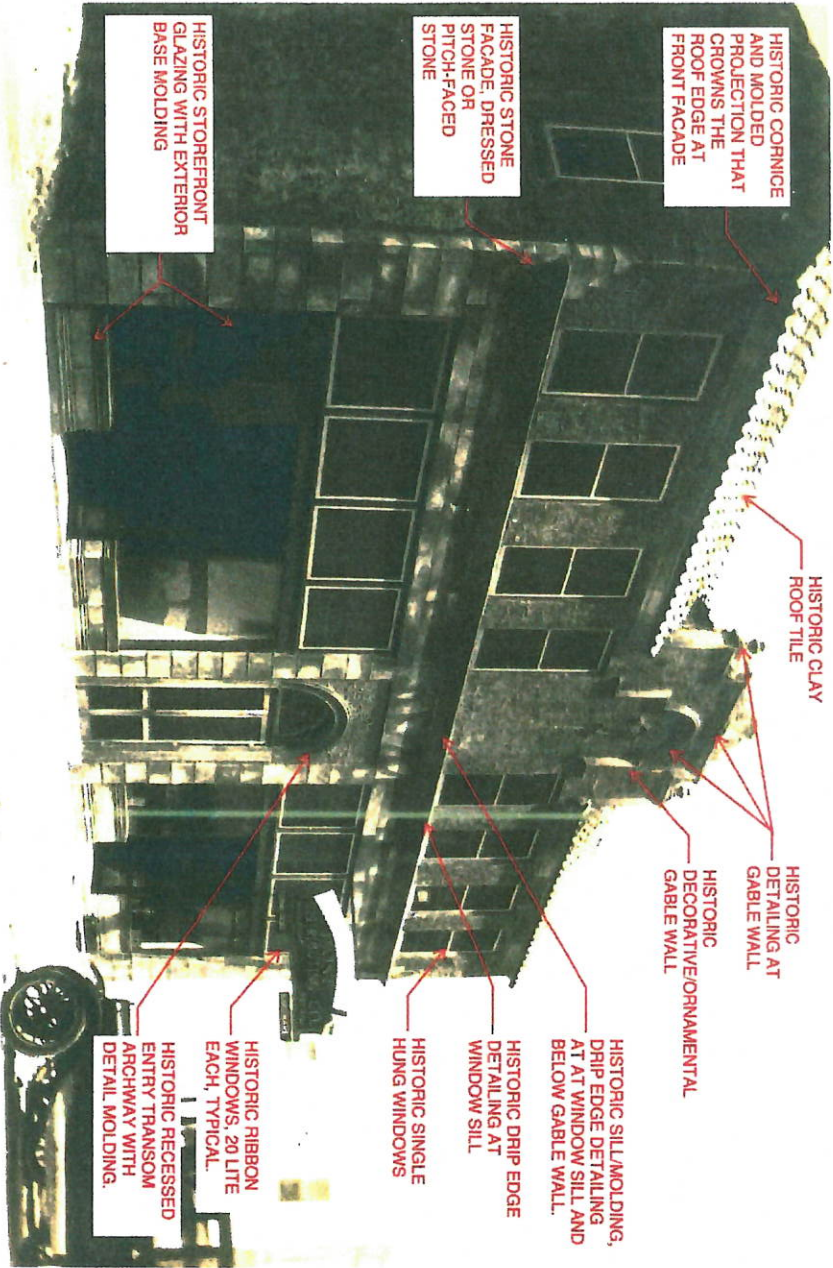 HISTORIC CORNICE
AND MOLDED
PROJECTION THAT
CROWNS THE
ROOF EDGE AT
FRONT FACADE
HISTORIC STONE
FACADE, DRESSED
STONE OR
PITCH-FACED
STONE
HISTORIC STOREFRONT
GLAZING WITH EXTERIOR
BASE MOLDING
HISTORIC CLAY
ROOF TILE
HISTORIC
DETAILING AT
GABLE WALL
HISTORIC
DECORATIVE/ORNAMENTAL
GABLE WALL
HISTORIC SILL/MOLDING,
DRIP EDGE DETAILING
AT AT WINDOW SILL AND
BELOW GABLE WALL.
HISTORIC DRIP EDGE
DETAILING AT
WINDOW SILL
HISTORIC SINGLE
HUNG WINDOWS
HISTORIC RIBBON
WINDOWS, 20 LITE
EACH, TYPICAL.
HISTORIC RECESSED
ENTRY TRANSOM
ARCHWAY WITH
DETAIL MOLDING.